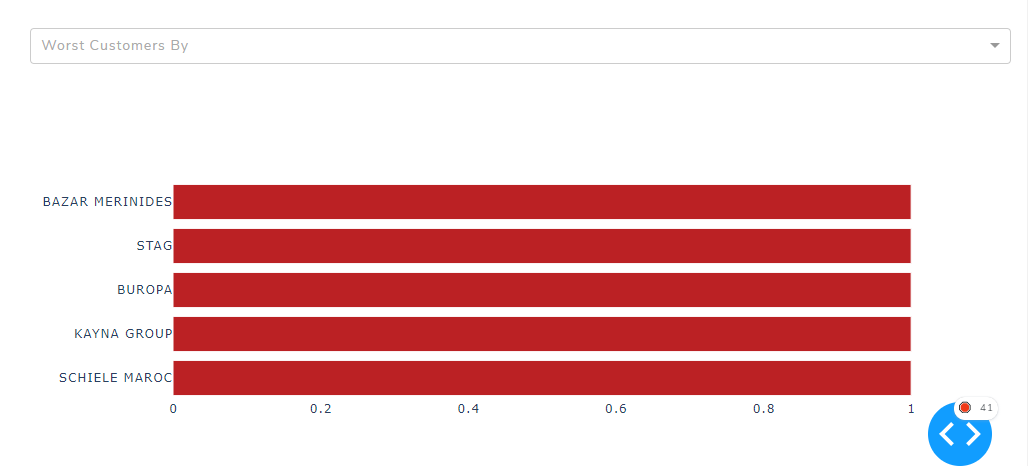 Worst Customers By
BAZAR MERINIDES
STAG
BUROPA
KAYNA GROUP
SCHIELE MAROC
0 0.2 0.4 0.6 0.8 1
41